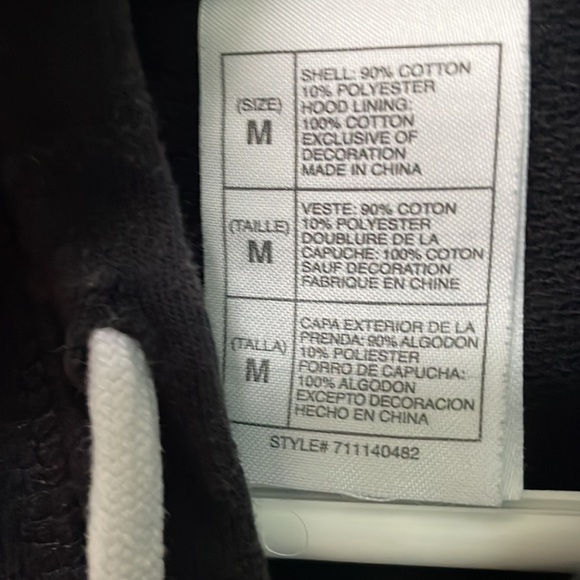 (SIZE)
M
SHELL: 90% COTTON
10% POLYESTER
HOOD LINING:
100% COTTON
EXCLUSIVE OF
DECORATION
MADE IN CHINA
(TAILLE)
M
VESTE: 90% COTON
10% POLYESTER
DOUBLURE DE LA
CAPUCHE: 100% COTON
SAUF DECORATION
FABRIQUE EN CHINE
(TALLA)
M
CAPA EXTERIOR DE LA
PRENDA: 90% ALGODON
10% POLIESTER
FORRO DE CAPUCHA:
100% ALGODON
EXCEPTO DECORACION
HECHO EN CHINA
STYLE# 711140482